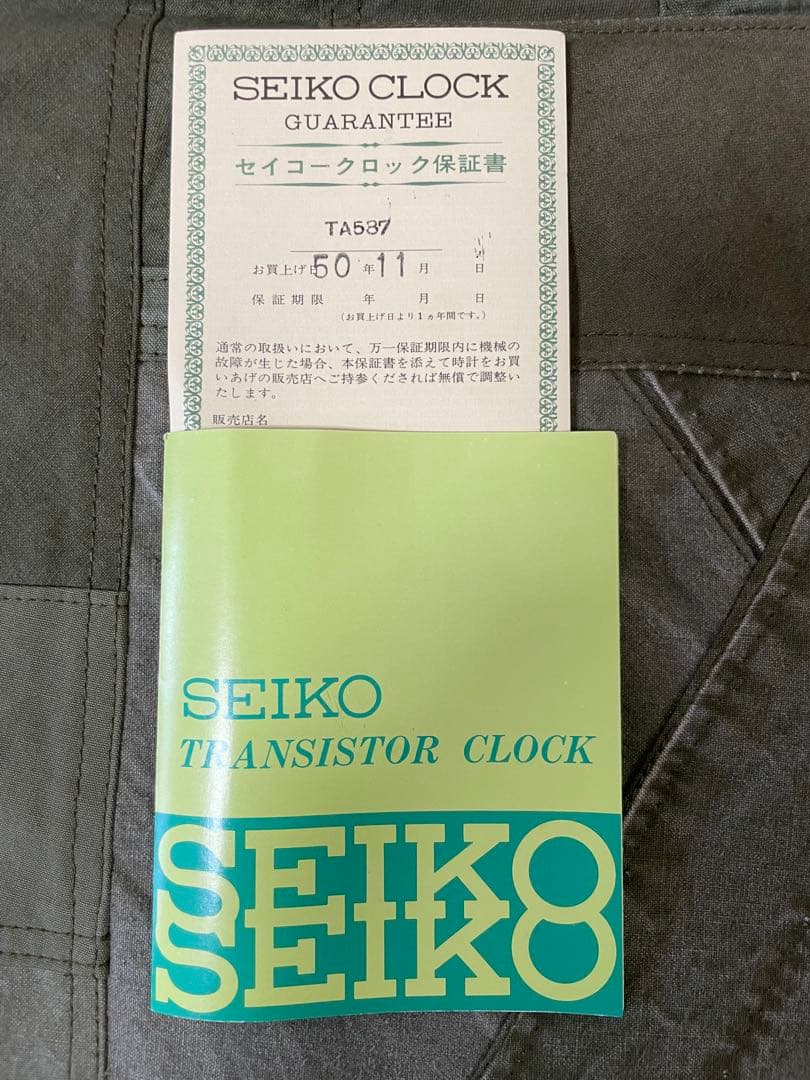 SEIKO CLOCK
GUARANTEE
セイコークロック保証書
TA587
お買上げ日 50 年 11 月 日
保証期限 年 月 日
(お買上げ日より1ヵ年間です。)
通常の取扱いにおいて、万一保証期限内に機械の
故障が生じた場合、本保証書を添えて時計をお買
いあげの販売店へご持参くだされば無償で調整い
たします。
販売店名
SEIKO
TRANSISTOR CLOCK
SEIKO
SEIKO